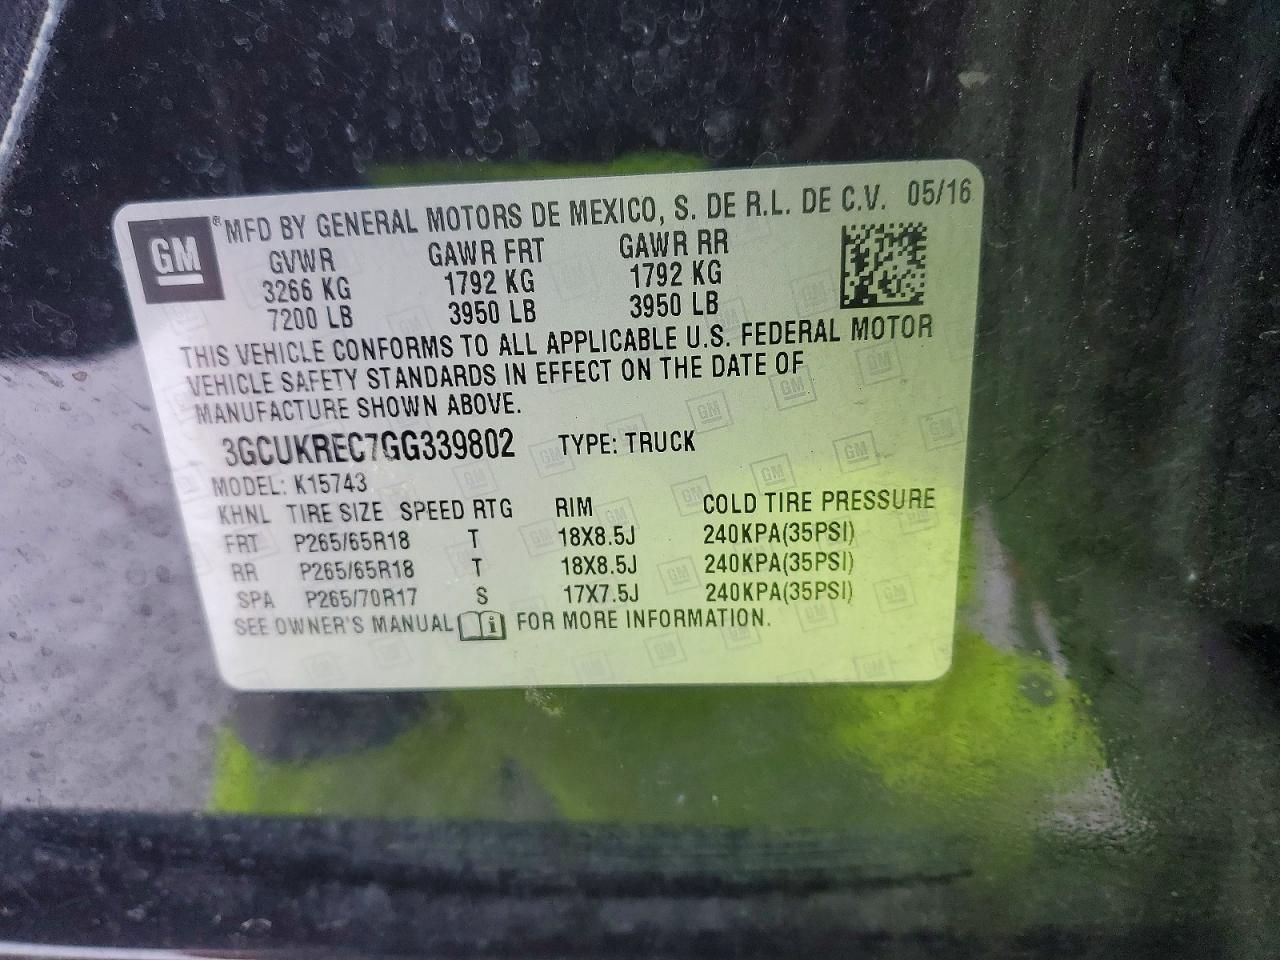 GM ® MFD BY GENERAL MOTORS DE MEXICO, S. DE R.L. DE C.V. 05/16
GVWR GAWR FRT GAWR RR
3266 KG 1792 KG 1792 KG
7200 LB 3950 LB 3950 LB
THIS VEHICLE CONFORMS TO ALL APPLICABLE U.S. FEDERAL MOTOR
VEHICLE SAFETY STANDARDS IN EFFECT ON THE DATE OF
MANUFACTURE SHOWN ABOVE.
3GCUKREC7GG339802 TYPE: TRUCK
MODEL: K15743
KHNL TIRE SIZE SPEED RTG RIM COLD TIRE PRESSURE
FRT P265/65R18 T 18X8.5J 240KPA(35PSI)
RR P265/65R18 T 18X8.5J 240KPA(35PSI)
SPA P265/70R17 S 17X7.5J 240KPA(35PSI)
SEE OWNER'S MANUAL i FOR MORE INFORMATION.